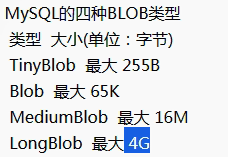 MySQL的四种BLOB类型
类型 大小(单位：字节)
TinyBlob 最大 255B
Blob 最大 65K
MediumBlob 最大 16M
LongBlob 最大 4G